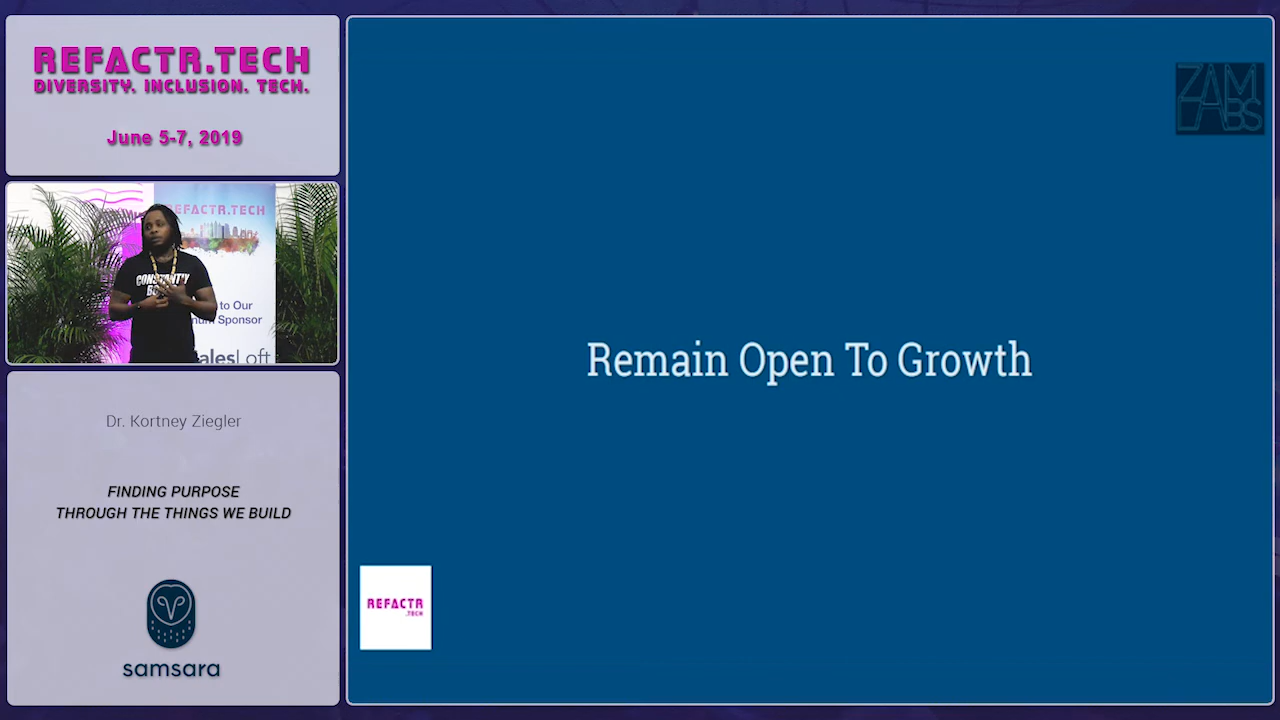 REFACTR.TECH
DIVERSITY. INCLUSION. TECH.
June 5-7, 2019
REFACTR.TECH
CONSTANTLY
to Our
Sponsor
alesLoft
Dr. Kortney Ziegler
FINDING PURPOSE
THROUGH THE THINGS WE BUILD
samsara
ZAM
LABS
Remain Open To Growth
REFACTR
.TECH